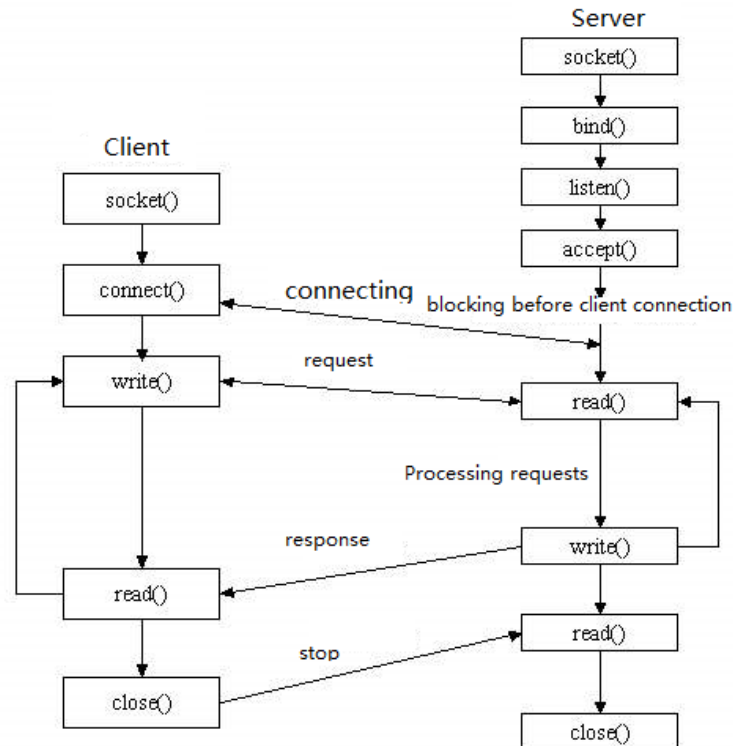 Server
socket()
bind()
Client
listen()
socket()
accept()
connect()
connecting
blocking before client connection
request
write()
read()
Processing requests
response
write()
read()
read()
stop
close()
close()